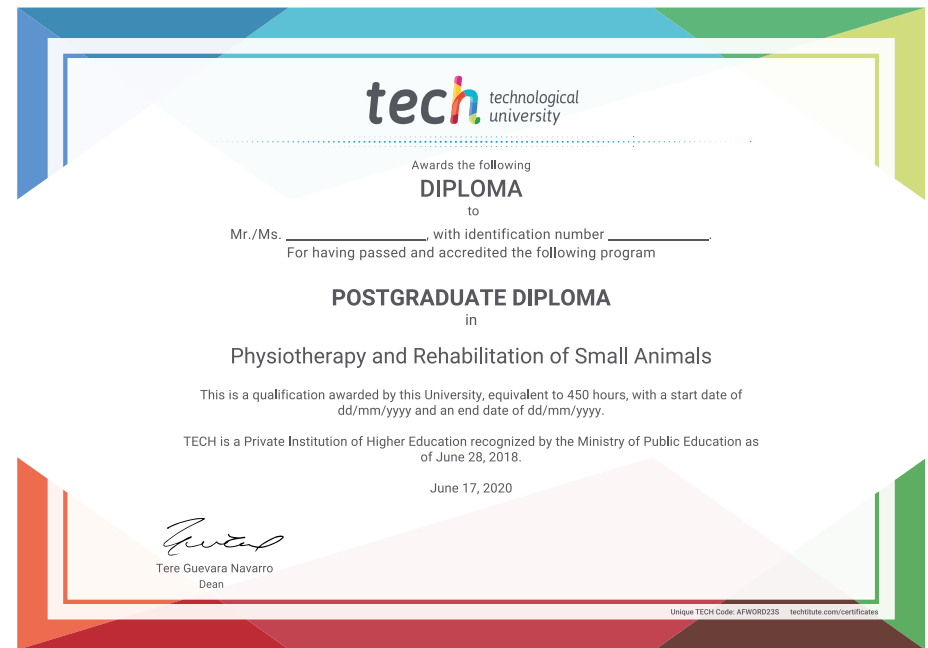 tech technological
university
Awards the following
DIPLOMA
to
Mr./Ms. ____________________, with identification number ______________.
For having passed and accredited the following program
POSTGRADUATE DIPLOMA
in
Physiotherapy and Rehabilitation of Small Animals
This is a qualification awarded by this University, equivalent to 450 hours, with a start date of
dd/mm/yyyy and an end date of dd/mm/yyyy.
TECH is a Private Institution of Higher Education recognized by the Ministry of Public Education as
of June 28, 2018.
June 17, 2020
Tere Guevara Navarro
Dean
Unique TECH Code: AFWORD23S techtitute.com/certificates